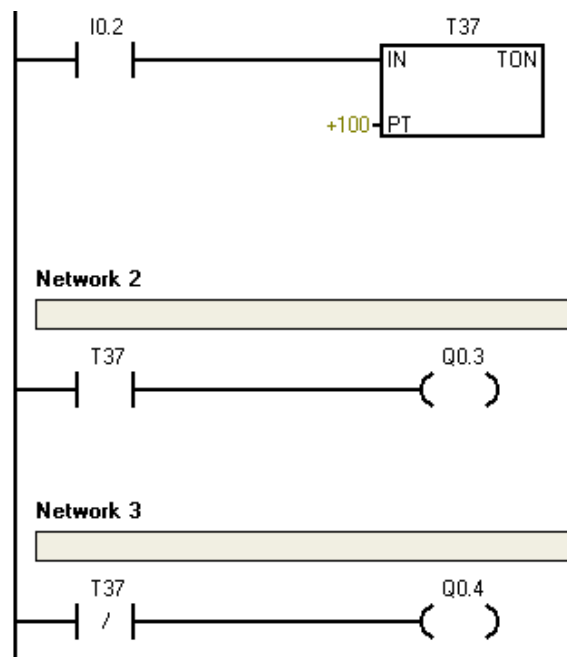 I0.2 T37
IN TON
+100 PT
Network 2
T37 Q0.3
Network 3
T37 Q0.4
/